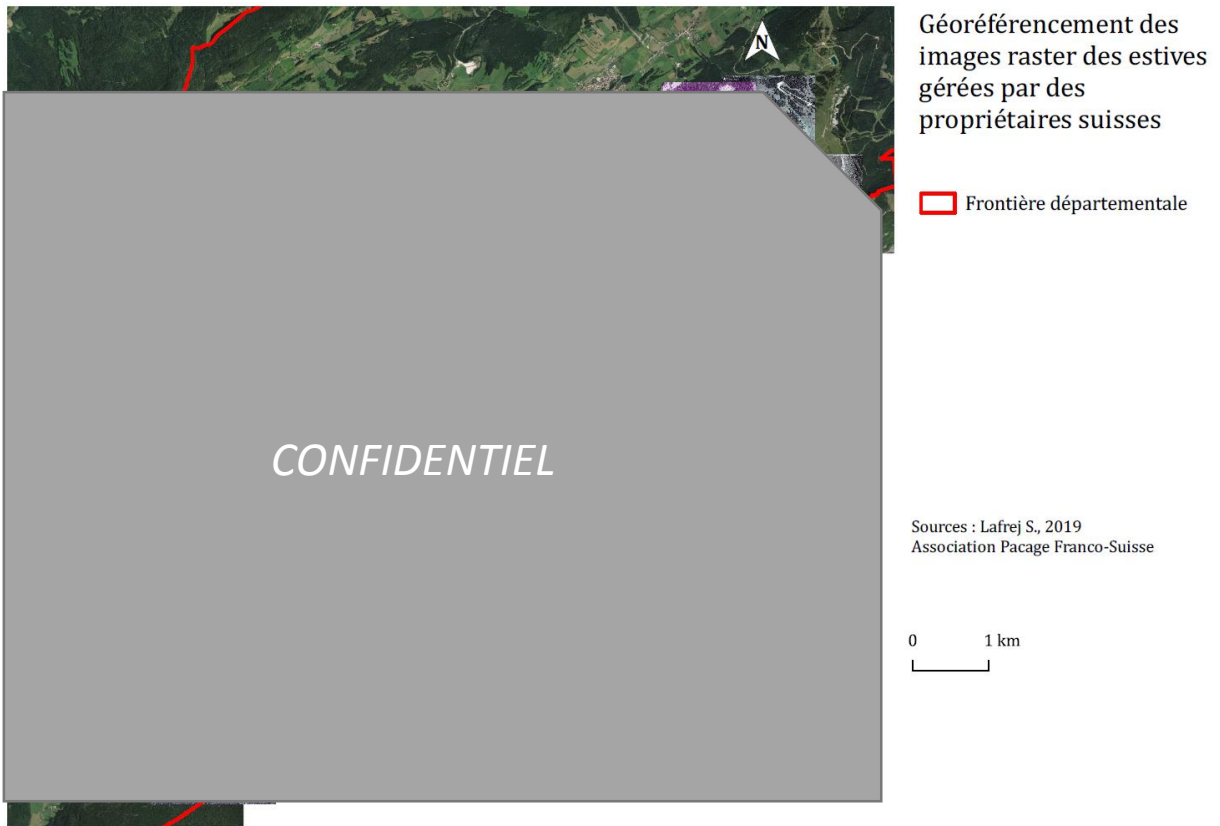 N
Géoréférencement des
images raster des estives
gérées par des
propriétaires suisses
Frontière départementale
CONFIDENTIEL
Sources : Lafrej S., 2019
Association Pacage Franco-Suisse
0 1 km